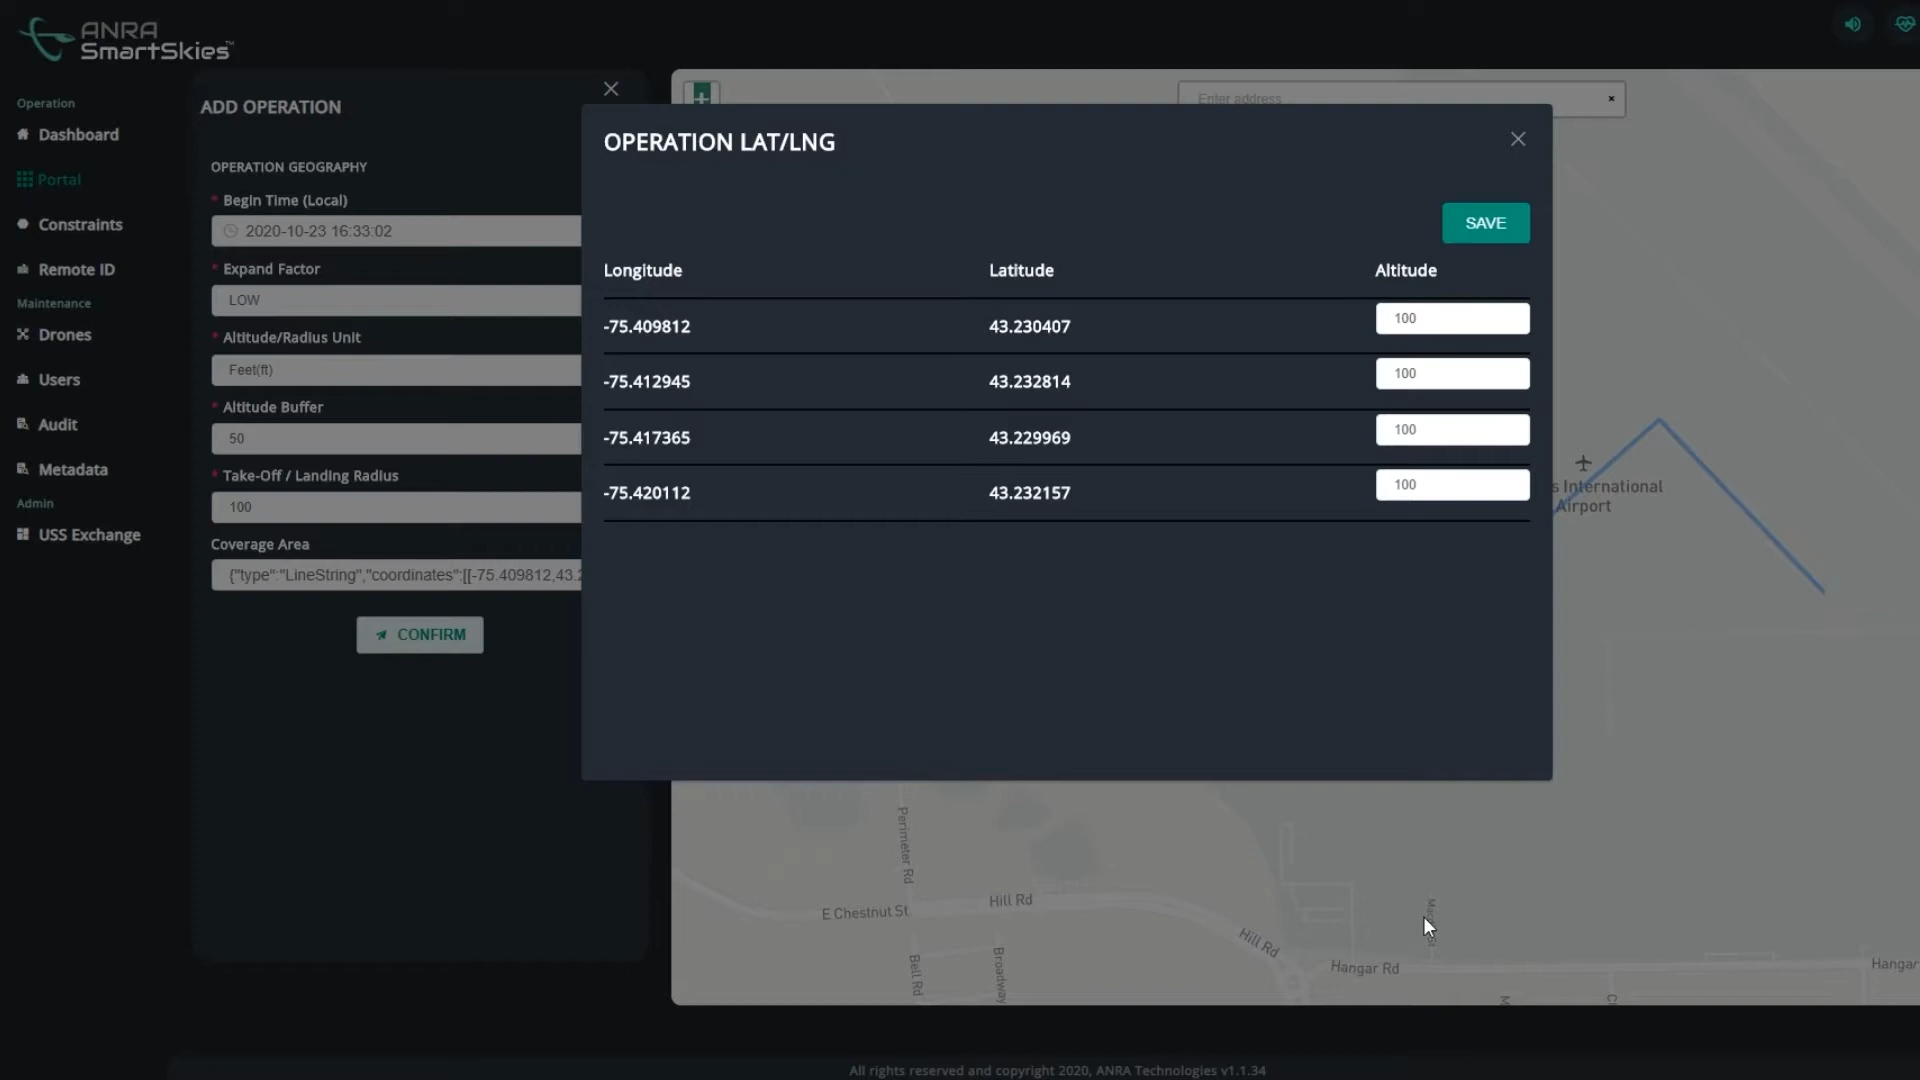 ANRA
SmartSkies™
Operation
Dashboard
Portal
Constraints
Remote ID
Maintenance
Drones
Users
Audit
Metadata
Admin
USS Exchange
ADD OPERATION
OPERATION GEOGRAPHY
* Begin Time (Local)
2020-10-23 16:33:02
* Expand Factor
LOW
* Altitude/Radius Unit
Feet(ft)
* Altitude Buffer
50
* Take-Off / Landing Radius
100
Coverage Area
{"type":"LineString","coordinates":[[-75.409812,43.2
CONFIRM
Enter address
OPERATION LAT/LNG
SAVE
Longitude Latitude Altitude
-75.409812 43.230407 100
-75.412945 43.232814 100
-75.417365 43.229969 100
-75.420112 43.232157 100
s International
Airport
Perimeter Rd
E Chestnut St
Hill Rd
Hill Rd
Bell Rd
Broadway
Hangar Rd
Hangar
All rights reserved and copyright 2020, ANRA Technologies v1.1.34